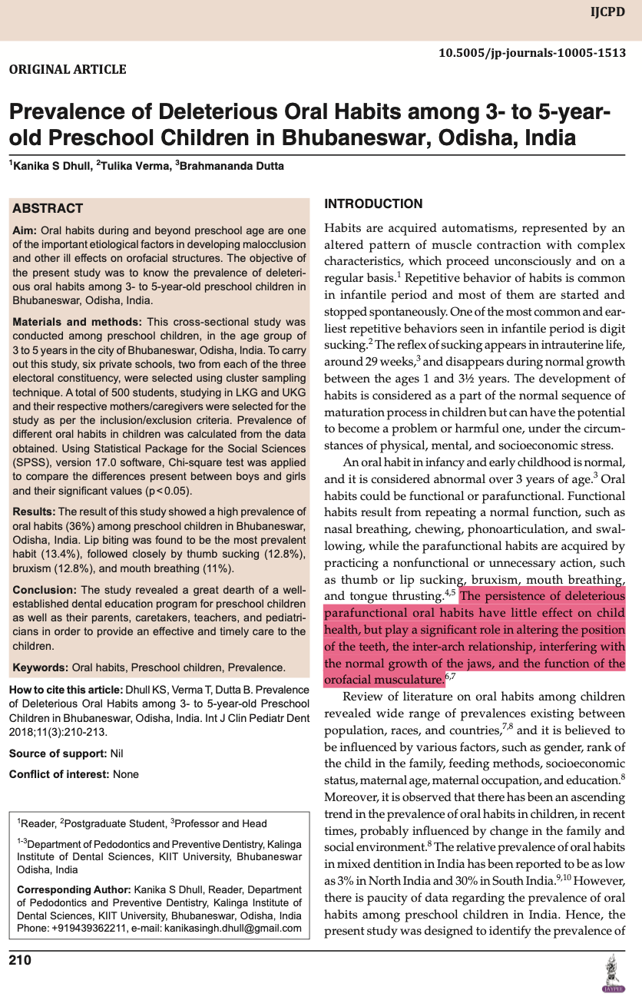 IJCPD
10.5005/jp-journals-10005-1513
ORIGINAL ARTICLE
Prevalence of Deleterious Oral Habits among 3- to 5-year-
old Preschool Children in Bhubaneswar, Odisha, India
1Kanika S Dhull, 2Tulika Verma, 3Brahmananda Dutta
ABSTRACT
Aim: Oral habits during and beyond preschool age are one
of the important etiological factors in developing malocclusion
and other ill effects on orofacial structures. The objective of
the present study was to know the prevalence of deleteri-
ous oral habits among 3- to 5-year-old preschool children in
Bhubaneswar, Odisha, India.
Materials and methods: This cross-sectional study was
conducted among preschool children, in the age group of
3 to 5 years in the city of Bhubaneswar, Odisha, India. To carry
out this study, six private schools, two from each of the three
electoral constituency, were selected using cluster sampling
technique. A total of 500 students, studying in LKG and UKG
and their respective mothers/caregivers were selected for the
study as per the inclusion/exclusion criteria. Prevalence of
different oral habits in children was calculated from the data
obtained. Using Statistical Package for the Social Sciences
(SPSS), version 17.0 software, Chi-square test was applied
to compare the differences present between boys and girls
and their significant values (p < 0.05).
Results: The result of this study showed a high prevalence of
oral habits (36%) among preschool children in Bhubaneswar,
Odisha, India. Lip biting was found to be the most prevalent
habit (13.4%), followed closely by thumb sucking (12.8%),
bruxism (12.8%), and mouth breathing (11%).
Conclusion: The study revealed a great dearth of a well-
established dental education program for preschool children
as well as their parents, caretakers, teachers, and pediatri-
cians in order to provide an effective and timely care to the
children.
Keywords: Oral habits, Preschool children, Prevalence.
How to cite this article: Dhull KS, Verma T, Dutta B. Prevalence
of Deleterious Oral Habits among 3- to 5-year-old Preschool
Children in Bhubaneswar, Odisha, India. Int J Clin Pediatr Dent
2018;11(3):210-213.
Source of support: Nil
Conflict of interest: None
1Reader, 2Postgraduate Student, 3Professor and Head
1-3Department of Pedodontics and Preventive Dentistry, Kalinga
Institute of Dental Sciences, KIIT University, Bhubaneswar
Odisha, India
Corresponding Author: Kanika S Dhull, Reader, Department
of Pedodontics and Preventive Dentistry, Kalinga Institute of
Dental Sciences, KIIT University, Bhubaneswar, Odisha, India
Phone: +919439362211, e-mail: kanikasingh.dhull@gmail.com
INTRODUCTION
Habits are acquired automatisms, represented by an
altered pattern of muscle contraction with complex
characteristics, which proceed unconsciously and on a
regular basis.1 Repetitive behavior of habits is common
in infantile period and most of them are started and
stopped spontaneously. One of the most common and ear-
liest repetitive behaviors seen in infantile period is digit
sucking.2 The reflex of sucking appears in intrauterine life,
around 29 weeks,3 and disappears during normal growth
between the ages 1 and 3½ years. The development of
habits is considered as a part of the normal sequence of
maturation process in children but can have the potential
to become a problem or harmful one, under the circum-
stances of physical, mental, and socioeconomic stress.
An oral habit in infancy and early childhood is normal,
and it is considered abnormal over 3 years of age.3 Oral
habits could be functional or parafunctional. Functional
habits result from repeating a normal function, such as
nasal breathing, chewing, phonoarticulation, and swal-
lowing, while the parafunctional habits are acquired by
practicing a nonfunctional or unnecessary action, such
as thumb or lip sucking, bruxism, mouth breathing,
and tongue thrusting.4,5 The persistence of deleterious
parafunctional oral habits have little effect on child
health, but play a significant role in altering the position
of the teeth, the inter-arch relationship, interfering with
the normal growth of the jaws, and the function of the
orofacial musculature.6,7
Review of literature on oral habits among children
revealed wide range of prevalences existing between
population, races, and countries,7,8 and it is believed to
be influenced by various factors, such as gender, rank of
the child in the family, feeding methods, socioeconomic
status, maternal age, maternal occupation, and education.8
Moreover, it is observed that there has been an ascending
trend in the prevalence of oral habits in children, in recent
times, probably influenced by change in the family and
social environment.8 The relative prevalence of oral habits
in mixed dentition in India has been reported to be as low
as 3% in North India and 30% in South India.9,10 However,
there is paucity of data regarding the prevalence of oral
habits among preschool children in India. Hence, the
present study was designed to identify the prevalence of
210
JAYPEE